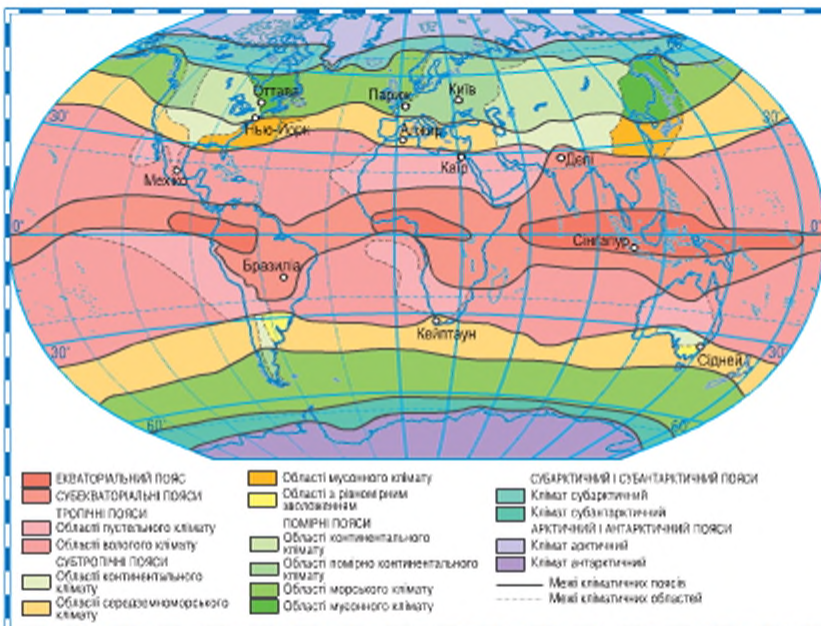 Оттава
Париж
Київ
30°
30°
Нью-Йорк
Алжир
Мехіко
Каїр
Делі
0°
0°
Сінгапур
Бразиліа
Кейптаун
Сідней
30°
30°
60°
60°
ЕКВАТОРІАЛЬНИЙ ПОЯС
СУБЕКВАТОРІАЛЬНІ ПОЯСИ
ТРОПІЧНІ ПОЯСИ
Області пустельного клімату
Області вологого клімату
СУБТРОПІЧНІ ПОЯСИ
Області континентального
клімату
Області середземноморського
клімату
Області мусонного клімату
Області з рівномірним
зволоженням
ПОМІРНІ ПОЯСИ
Області континентального
клімату
Області помірно континентального
клімату
Області морського клімату
Області мусонного клімату
СУБАРКТИЧНИЙ І СУБАНТАРКТИЧНИЙ ПОЯСИ
Клімат субарктичний
Клімат субантарктичний
АРКТИЧНИЙ І АНТАРКТИЧНИЙ ПОЯСИ
Клімат арктичний
Клімат антарктичний
Межі кліматичних поясів
Межі кліматичних областей